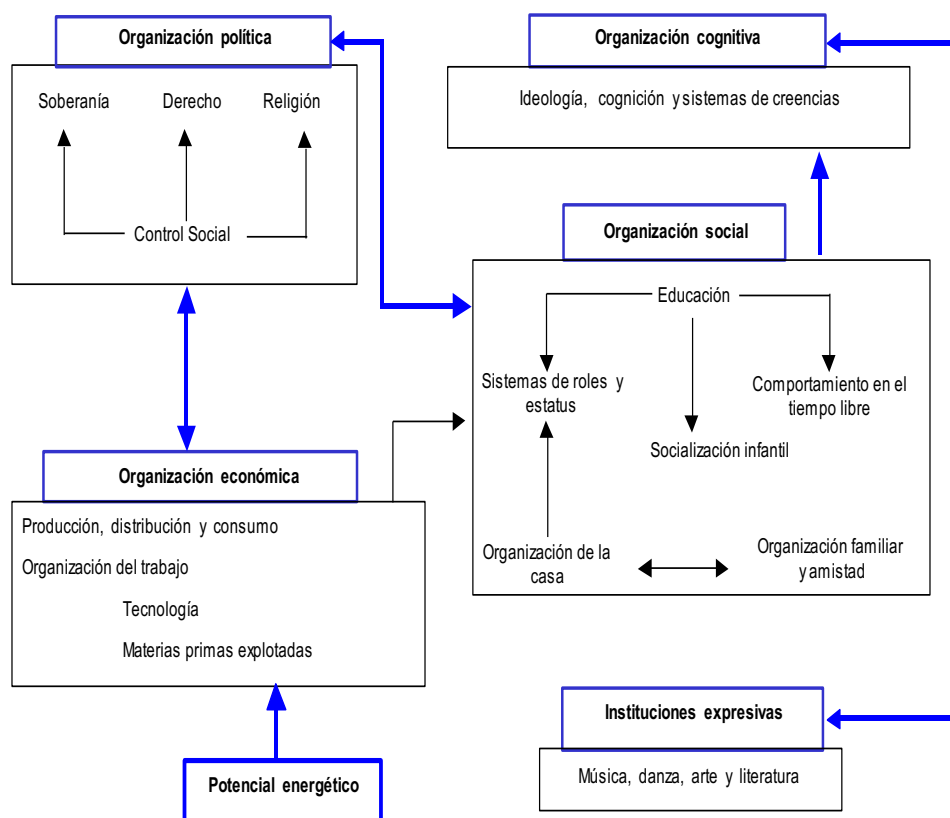 Organización política
Soberanía
Derecho
Religión
Control Social
Organización cognitiva
Ideología, cognición y sistemas de creencias
Organización social
Educación
Sistemas de roles y
estatus
Comportamiento en el
tiempo libre
Socialización infantil
Organización de la
casa
Organización familiar
y amistad
Organización económica
Producción, distribución y consumo
Organización del trabajo
Tecnología
Materias primas explotadas
Potencial energético
Instituciones expresivas
Música, danza, arte y literatura